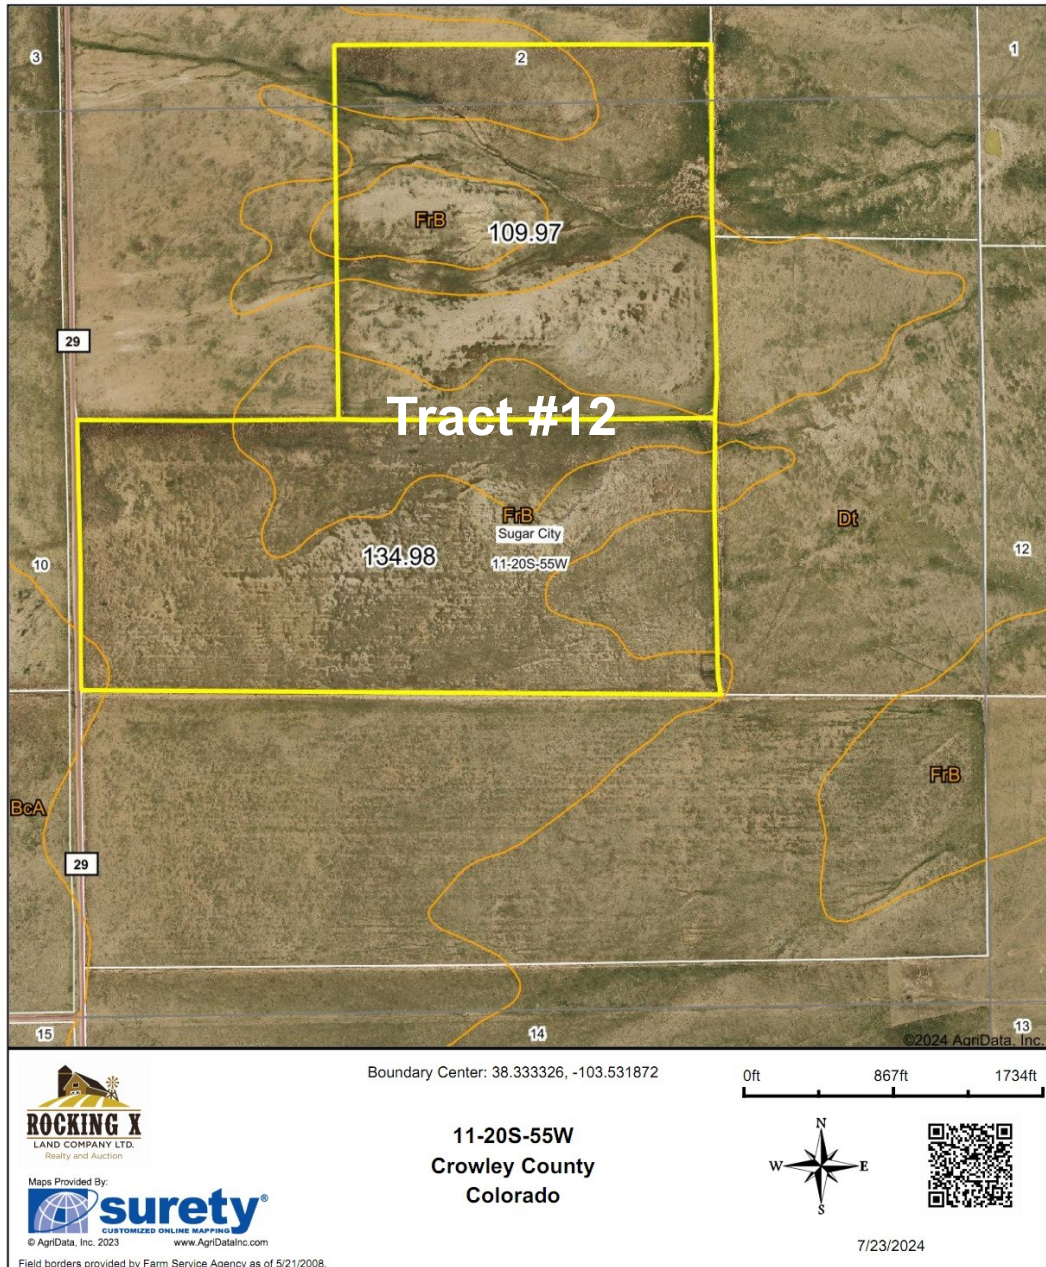 3
2
1
FrB
109.97
29
Tract #12
FrB
Sugar City
Dt
134.98
11-20S-55W
10
12
FrB
BcA
29
15
14
13
©2024 AgriData, Inc.
ROCKING X
LAND COMPANY LTD.
Realty and Auction
Maps Provided By:
surety®
CUSTOMIZED ONLINE MAPPING
© AgriData, Inc. 2023 www.AgriDataInc.com
Field borders provided by Farm Service Agency as of 5/21/2008.
Boundary Center: 38.333326, -103.531872
11-20S-55W
Crowley County
Colorado
0ft 867ft 1734ft
N
W E
S
7/23/2024